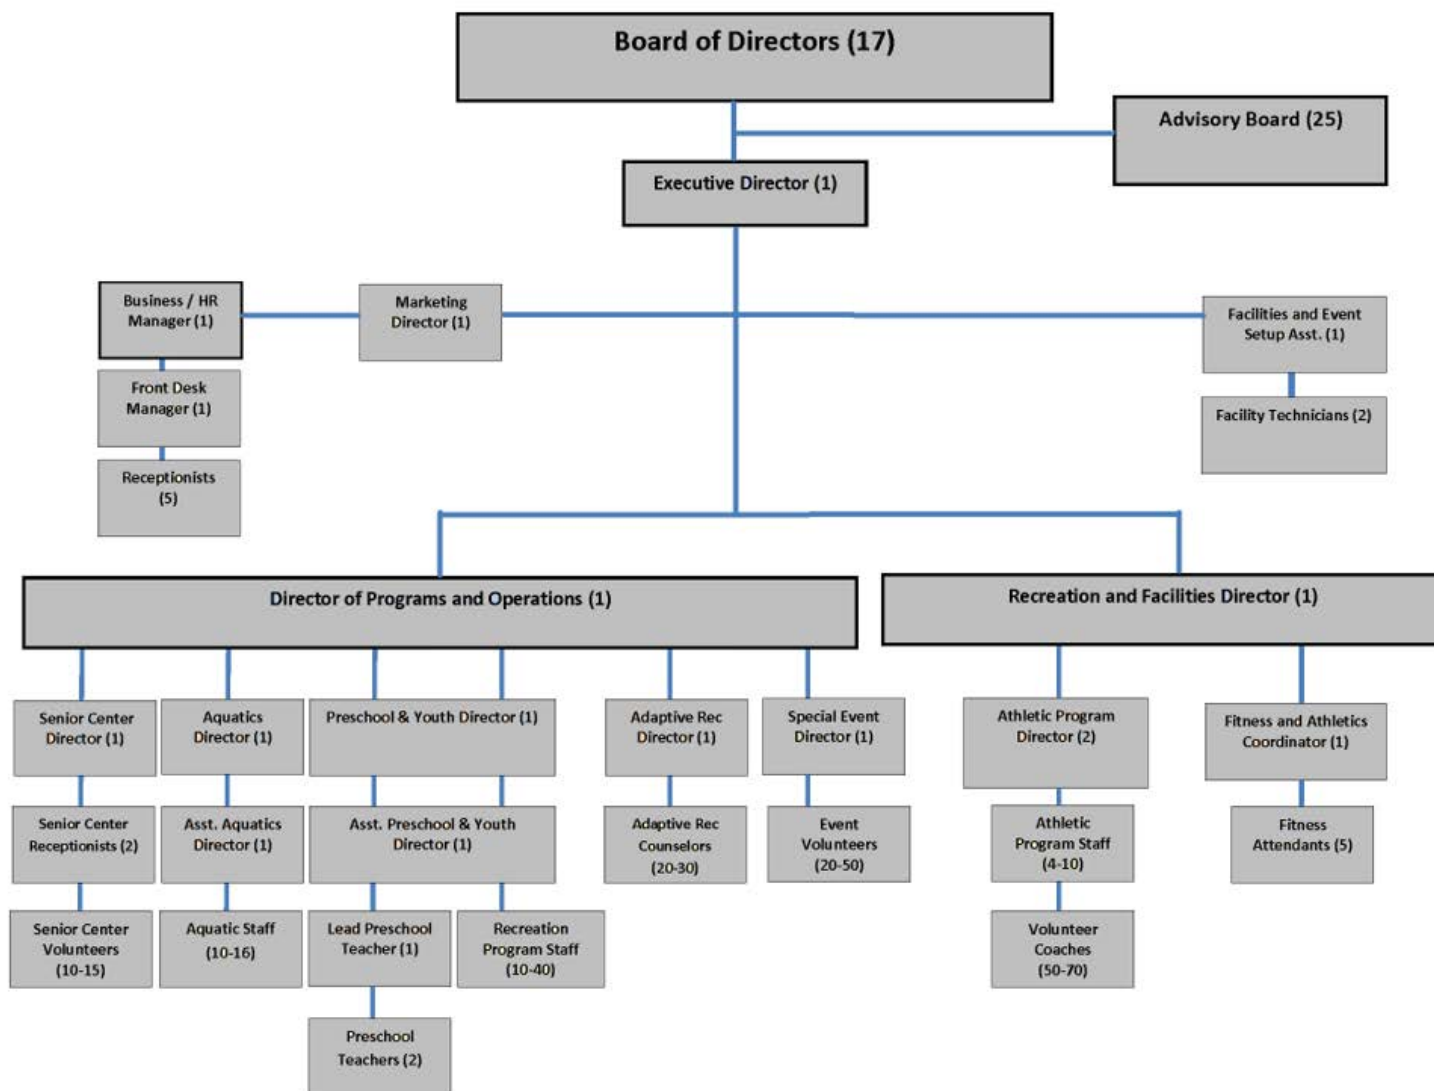 Board of Directors (17)
Advisory Board (25)
Executive Director (1)
Business / HR
Manager (1)
Marketing
Director (1)
Facilities and Event
Setup Asst. (1)
Front Desk
Manager (1)
Facility Technicians (2)
Receptionists
(5)
Director of Programs and Operations (1)
Recreation and Facilities Director (1)
Senior Center
Director (1)
Aquatics
Director (1)
Preschool & Youth Director (1)
Adaptive Rec
Director (1)
Special Event
Director (1)
Athletic Program
Director (2)
Fitness and Athletics
Coordinator (1)
Senior Center
Receptionists (2)
Asst. Aquatics
Director (1)
Asst. Preschool & Youth
Director (1)
Adaptive Rec
Counselors
(20-30)
Event
Volunteers
(20-50)
Athletic
Program Staff
(4-10)
Fitness
Attendants (5)
Senior Center
Volunteers
(10-15)
Aquatic Staff
(10-16)
Lead Preschool
Teacher (1)
Recreation
Program Staff
(10-40)
Volunteer
Coaches
(50-70)
Preschool
Teachers (2)